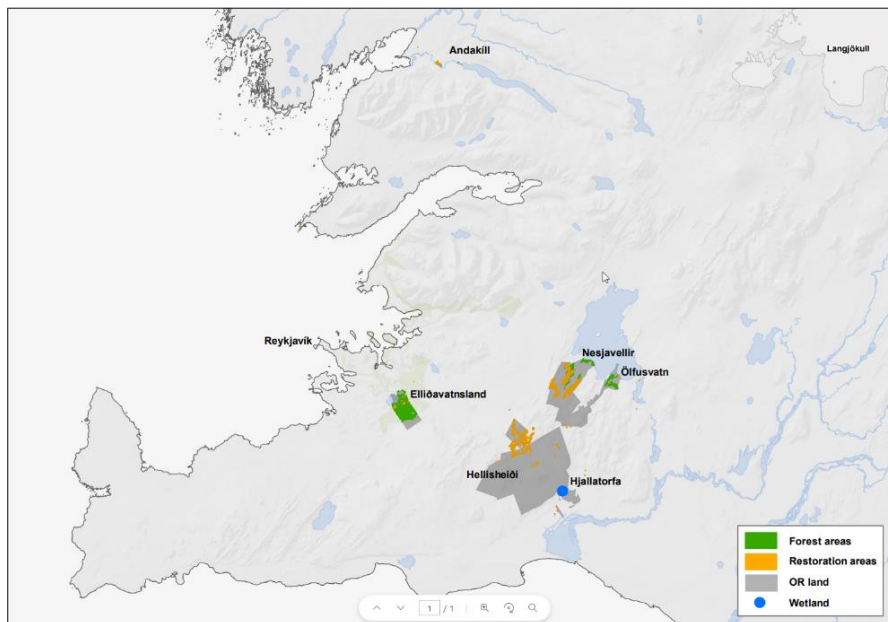 Andakíll
Langjökull
Reykjavík
Nesjavellir
Ölfusvatn
Elliðavatnsland
Hellisheiði
Hjallatorfa
Forest areas
Restoration areas
OR land
Wetland
1 / 1